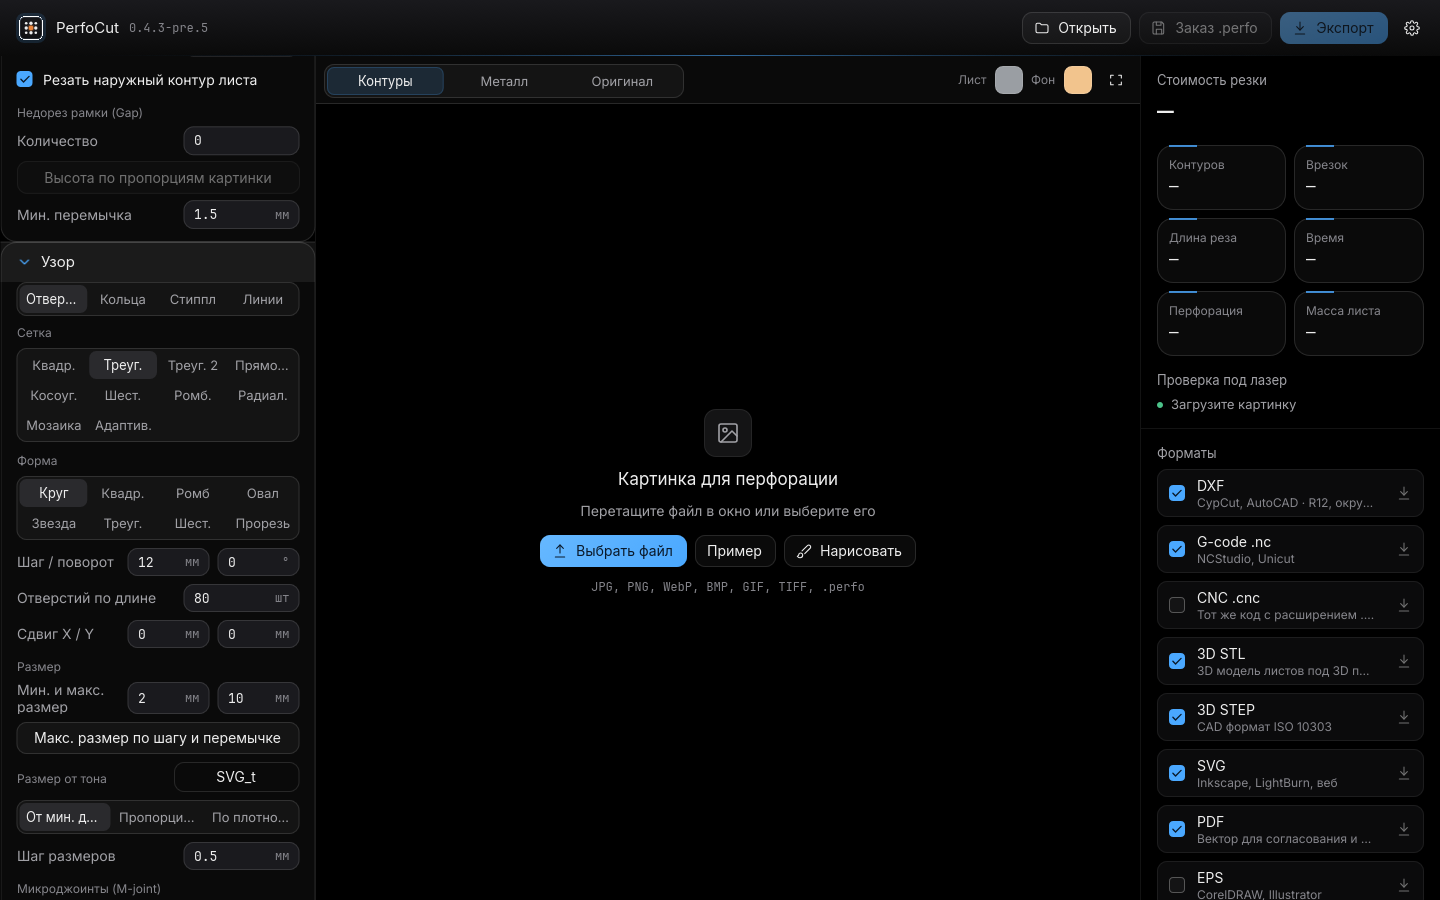 PerfoCut 0.4.3-pre.5
Открыть
Заказ .perfo
Экспорт
Резать наружный контур листа
Недорез рамки (Gap)
Количество 0
Высота по пропорциям картинки
Мин. перемычка 1.5 мм
Узор
Отвер... Кольца Стиппл Линии
Сетка
Квадр. Треуг. Треуг. 2 Прямо...
Косоуг. Шест. Ромб. Радиал.
Мозаика Адаптив.
Форма
Круг Квадр. Ромб Овал
Звезда Треуг. Шест. Прорезь
Шаг / поворот 12 мм 0 °
Отверстий по длине 80 шт
Сдвиг X / Y 0 мм 0 мм
Размер
Мин. и макс.
размер 2 мм 10 мм
Макс. размер по шагу и перемычке
Размер от тона SVG_t
От мин. д... Пропорци... По плотно...
Шаг размеров 0.5 мм
Микроджоинты (M-joint)
Контуры Металл Оригинал
Лист Фон
Картинка для перфорации
Перетащите файл в окно или выберите его
Выбрать файл Пример Нарисовать
JPG, PNG, WebP, BMP, GIF, TIFF, .perfo
Стоимость резки
—
Контуров Врезок
— —
Длина реза Время
— —
Перфорация Масса листа
— —
Проверка под лазер
Загрузите картинку
Форматы
DXF
CypCut, AutoCAD · R12, окру...
G-code .nc
NCStudio, Unicut
CNC .cnc
Тот же код с расширением ....
3D STL
3D модель листов под 3D п...
3D STEP
CAD формат ISO 10303
SVG
Inkscape, LightBurn, веб
PDF
Вектор для согласования и ...
EPS
CorelDRAW, Illustrator